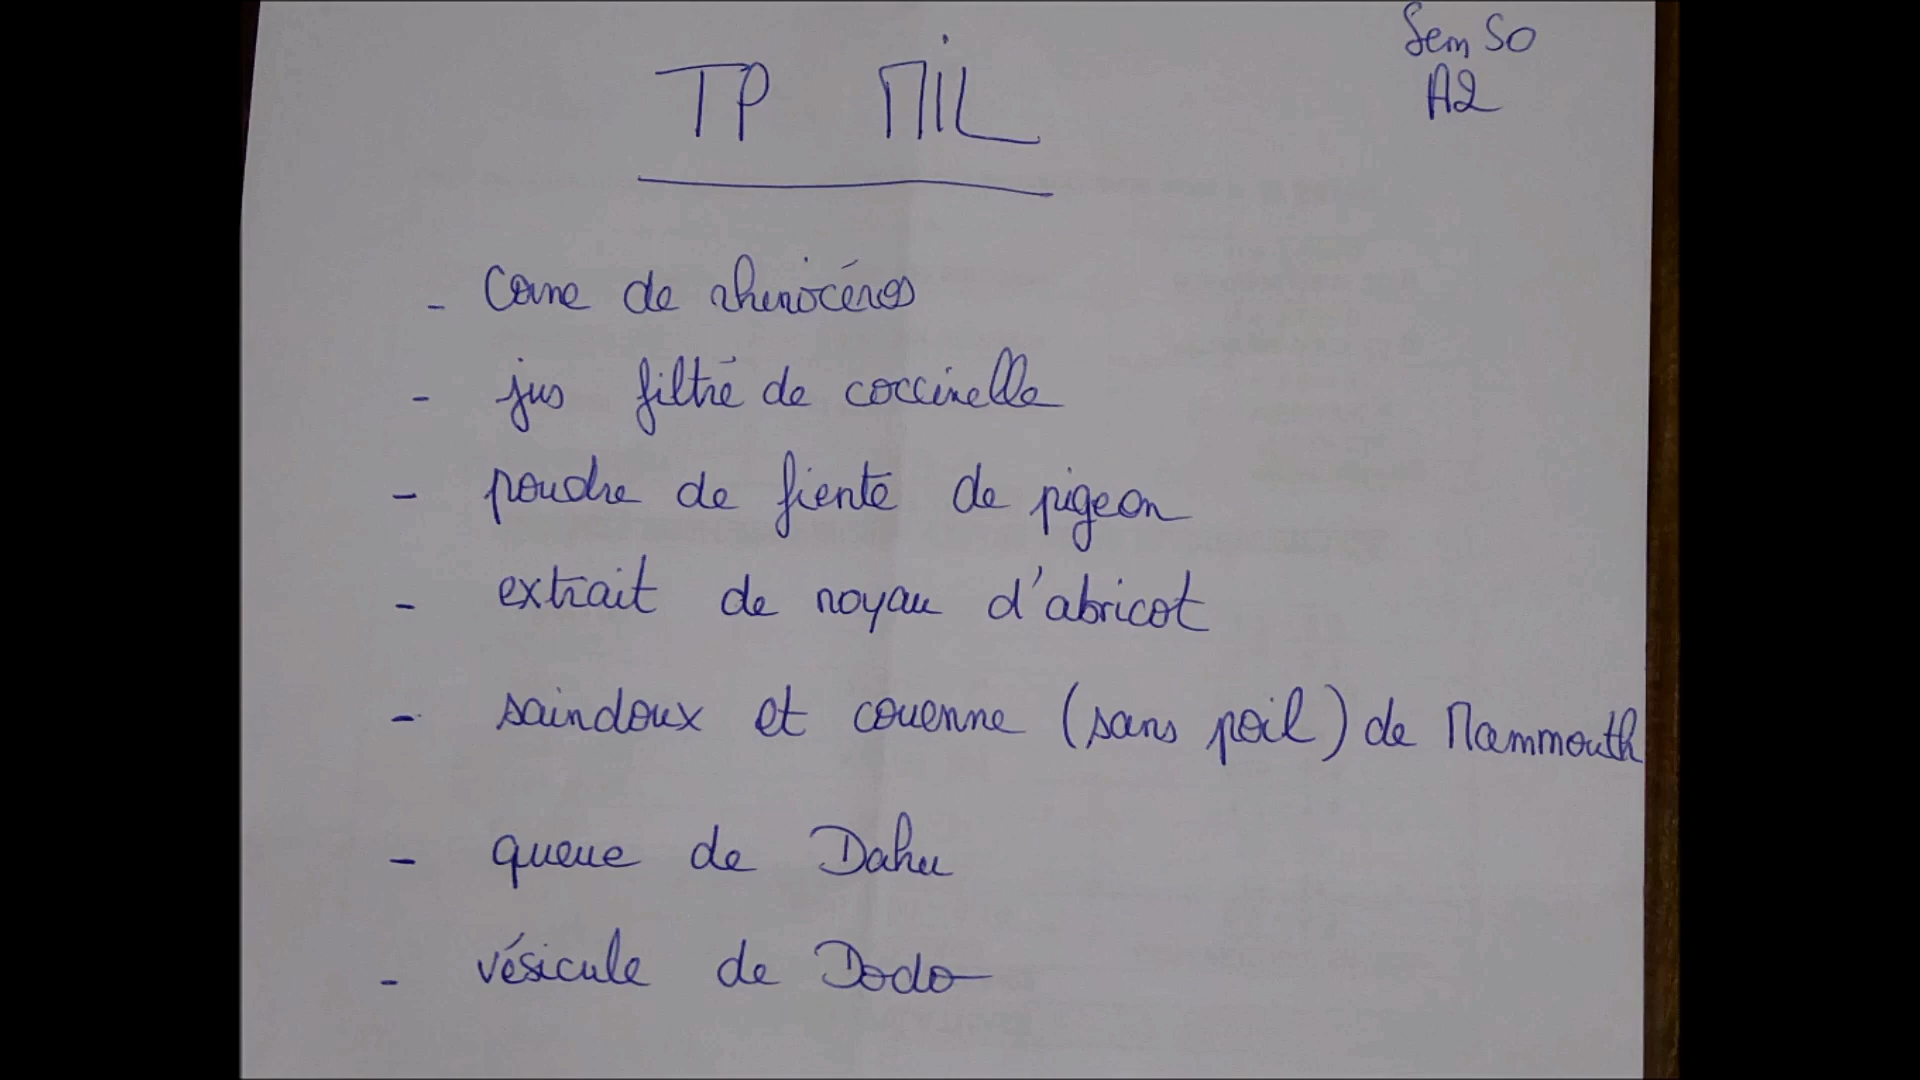 Sem 50
A2
TP MIL
- Corne de rhinocéros
- jus filtré de coccinelle
- poudre de fiente de pigeon
- extrait de noyau d'abricot
- saindoux et couenne (sans poil) de Mammouth
- queue de Dahu
- vésicule de Dodo